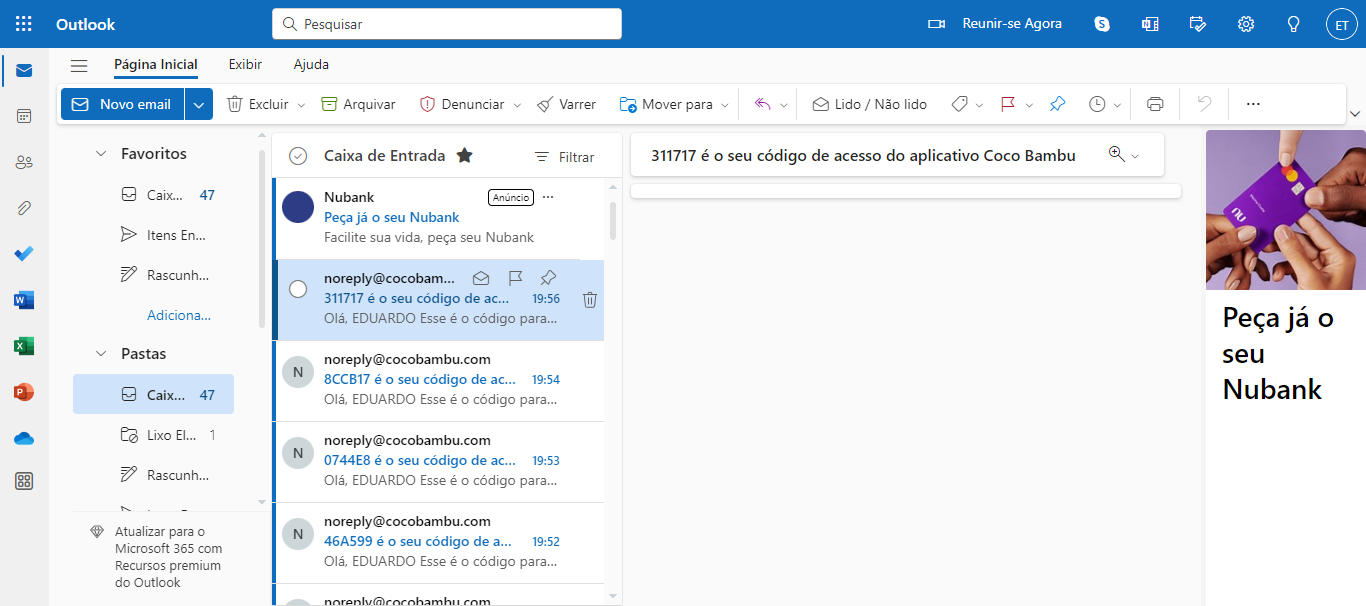 Outlook
Pesquisar
Reunir-se Agora
ET
Página Inicial
Exibir
Ajuda
Novo email
Excluir
Arquivar
Denunciar
Varrer
Mover para
Lido / Não lido
Favoritos
Caix... 47
Itens En...
Rascunh...
Adiciona...
Pastas
Caix... 47
Lixo El... 1
Rascunh...
Atualizar para o
Microsoft 365 com
Recursos premium
do Outlook
Caixa de Entrada
Filtrar
Nubank Anúncio
Peça já o seu Nubank
Facilite sua vida, peça seu Nubank
noreply@cocobam...
311717 é o seu código de ac... 19:56
Olá, EDUARDO Esse é o código para...
N
noreply@cocobambu.com
8CCB17 é o seu código de ac... 19:54
Olá, EDUARDO Esse é o código para...
N
noreply@cocobambu.com
0744E8 é o seu código de ac... 19:53
Olá, EDUARDO Esse é o código para...
N
noreply@cocobambu.com
46A599 é o seu código de a... 19:52
Olá, EDUARDO Esse é o código para...
noreply@cocobambu.com
311717 é o seu código de acesso do aplicativo Coco Bambu
nu
Peça já o
seu
Nubank